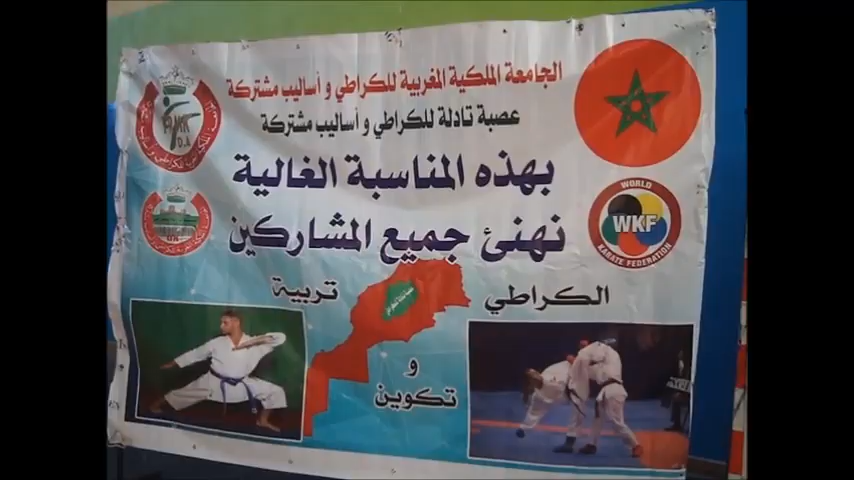 الجامعة الملكية المغربية للكراطي و أساليب مشتركة
عصبة تادلة للكراطي و أساليب مشتركة
بهذه المناسبة الغالية
نهنئ جميع المشاركين
الكراطي
تربية
و
تكوين
WORLD
WKF
KARATE FEDERATION